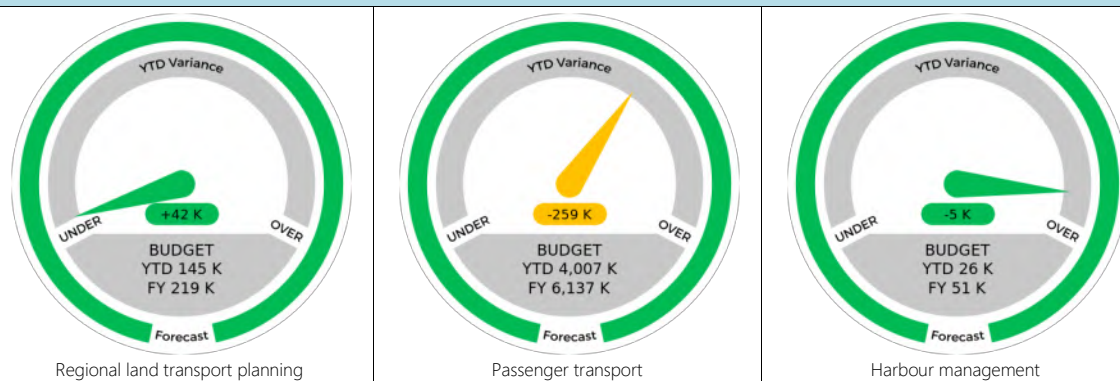 YTD Variance
+42 K
UNDER
OVER
BUDGET
YTD 145 K
FY 219 K
Forecast
Regional land transport planning
YTD Variance
-259 K
UNDER
OVER
BUDGET
YTD 4,007 K
FY 6,137 K
Forecast
Passenger transport
YTD Variance
-5 K
UNDER
OVER
BUDGET
YTD 26 K
FY 51 K
Forecast
Harbour management